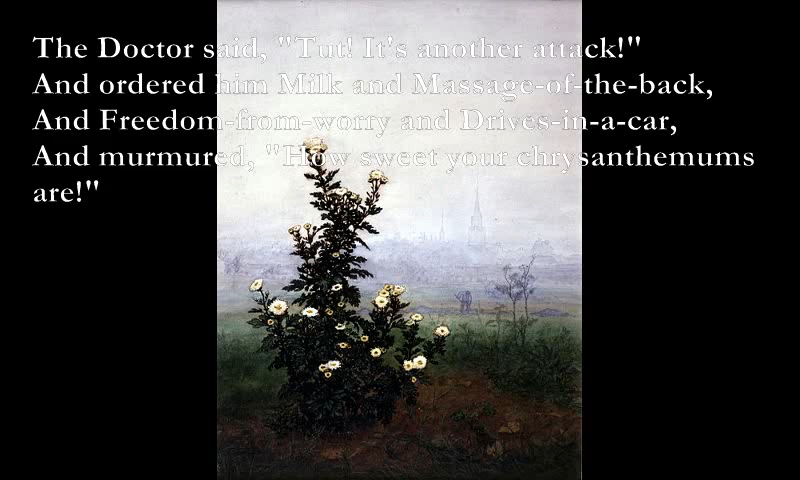 The Doctor said, "Tut! It's another attack!"
And ordered him Milk and Massage-of-the-back,
And Freedom-from-worry and Drives-in-a-car,
And murmured, "How sweet your chrysanthemums
are!"